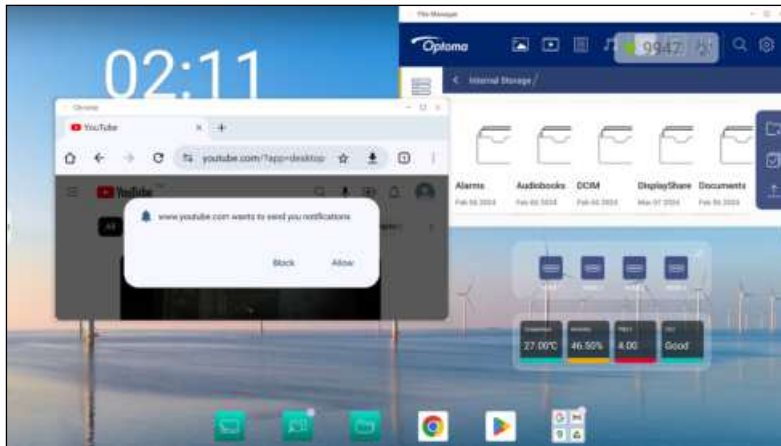 File Manager
02:11
Optoma
9947
Internal Storage /
Chrome
YouTube
youtube.com/?app=desktop
YouTube
All
www.youtube.com wants to send you notifications
Block
Allow
Alarms
Audiobooks
DCIM
DisplayShare
Documents
Feb 06 2024
Feb 06 2024
Feb 06 2024
Mar 07 2024
Feb 06 2024
27.00°C
46.50%
4.00
Good